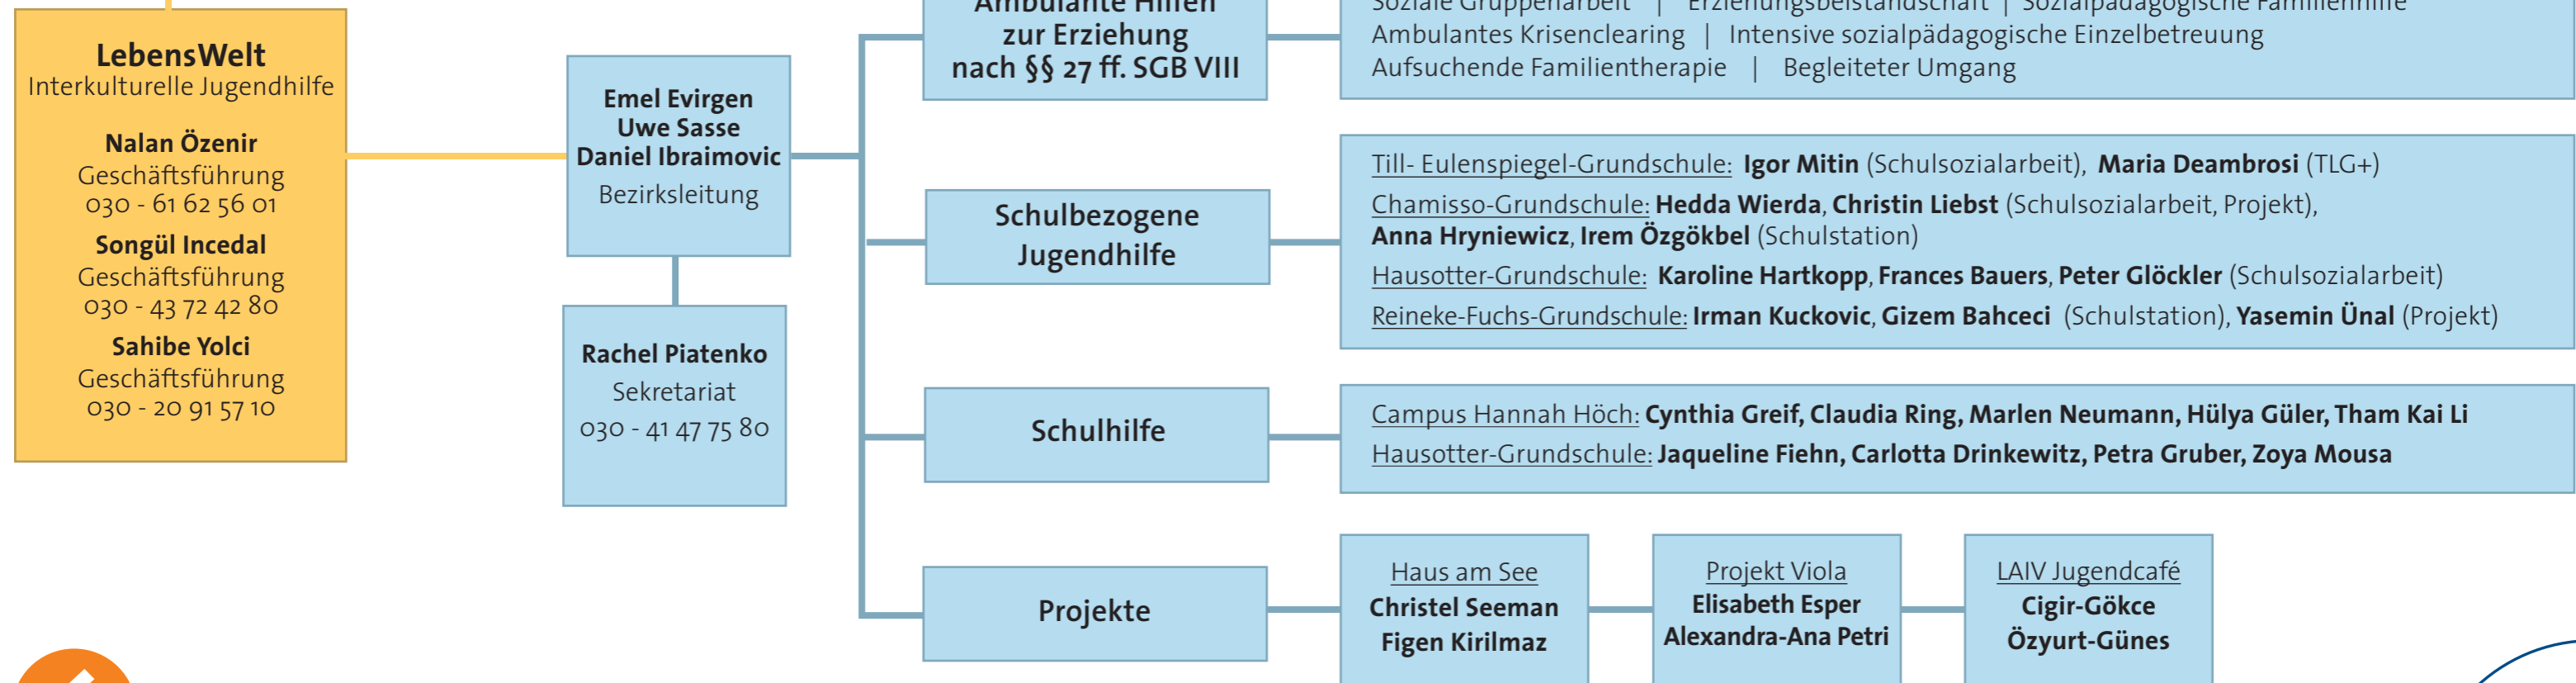 LebensWelt
Interkulturelle Jugendhilfe
Nalan Özenir
Geschäftsführung
030 - 61 62 56 01
Songül Incedal
Geschäftsführung
030 - 43 72 42 80
Sahibe Yolci
Geschäftsführung
030 - 20 91 57 10
Emel Evirgen
Uwe Sasse
Daniel Ibraimovic
Bezirksleitung
Rachel Piatenko
Sekretariat
030 - 41 47 75 80
Ambulante Hilfen
zur Erziehung
nach §§ 27 ff. SGB VIII
Soziale Gruppenarbeit | Erziehungsbeistandschaft | Sozialpädagogische Familienhilfe
Ambulantes Krisenclearing | Intensive sozialpädagogische Einzelbetreuung
Aufsuchende Familientherapie | Begleiteter Umgang
Schulbezogene
Jugendhilfe
Till- Eulenspiegel-Grundschule: Igor Mitin (Schulsozialarbeit), Maria Deambrosi (TLG+)
Chamisso-Grundschule: Hedda Wierda, Christin Liebst (Schulsozialarbeit, Projekt),
Anna Hryniewicz, Irem Özgökbel (Schulstation)
Hausotter-Grundschule: Karoline Hartkopp, Frances Bauers, Peter Glöckler (Schulsozialarbeit)
Reineke-Fuchs-Grundschule: Irman Kuckovic, Gizem Bahceci (Schulstation), Yasemin Ünal (Projekt)
Schulhilfe
Campus Hannah Höch: Cynthia Greif, Claudia Ring, Marlen Neumann, Hülya Güler, Tham Kai Li
Hausotter-Grundschule: Jaqueline Fiehn, Carlotta Drinkewitz, Petra Gruber, Zoya Mousa
Projekte
Haus am See
Christel Seeman
Figen Kirilmaz
Projekt Viola
Elisabeth Esper
Alexandra-Ana Petri
LAIV Jugendcafé
Cigir-Gökce
Özyurt-Günes